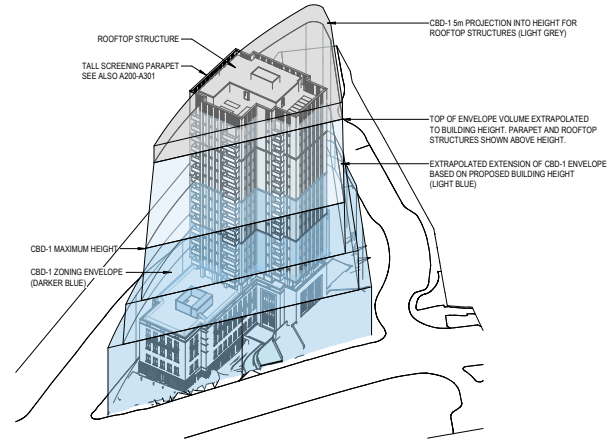 CBD-1 5m PROJECTION INTO HEIGHT FOR
ROOFTOP STRUCTURES (LIGHT GREY)
ROOFTOP STRUCTURE
TALL SCREENING PARAPET
SEE ALSO A200-A301
TOP OF ENVELOPE VOLUME EXTRAPOLATED
TO BUILDING HEIGHT. PARAPET AND ROOFTOP
STRUCTURES SHOWN ABOVE HEIGHT.
EXTRAPOLATED EXTENSION OF CBD-1 ENVELOPE
BASED ON PROPOSED BUILDING HEIGHT
(LIGHT BLUE)
CBD-1 MAXIMUM HEIGHT
CBD-1 ZONING ENVELOPE
(DARKER BLUE)